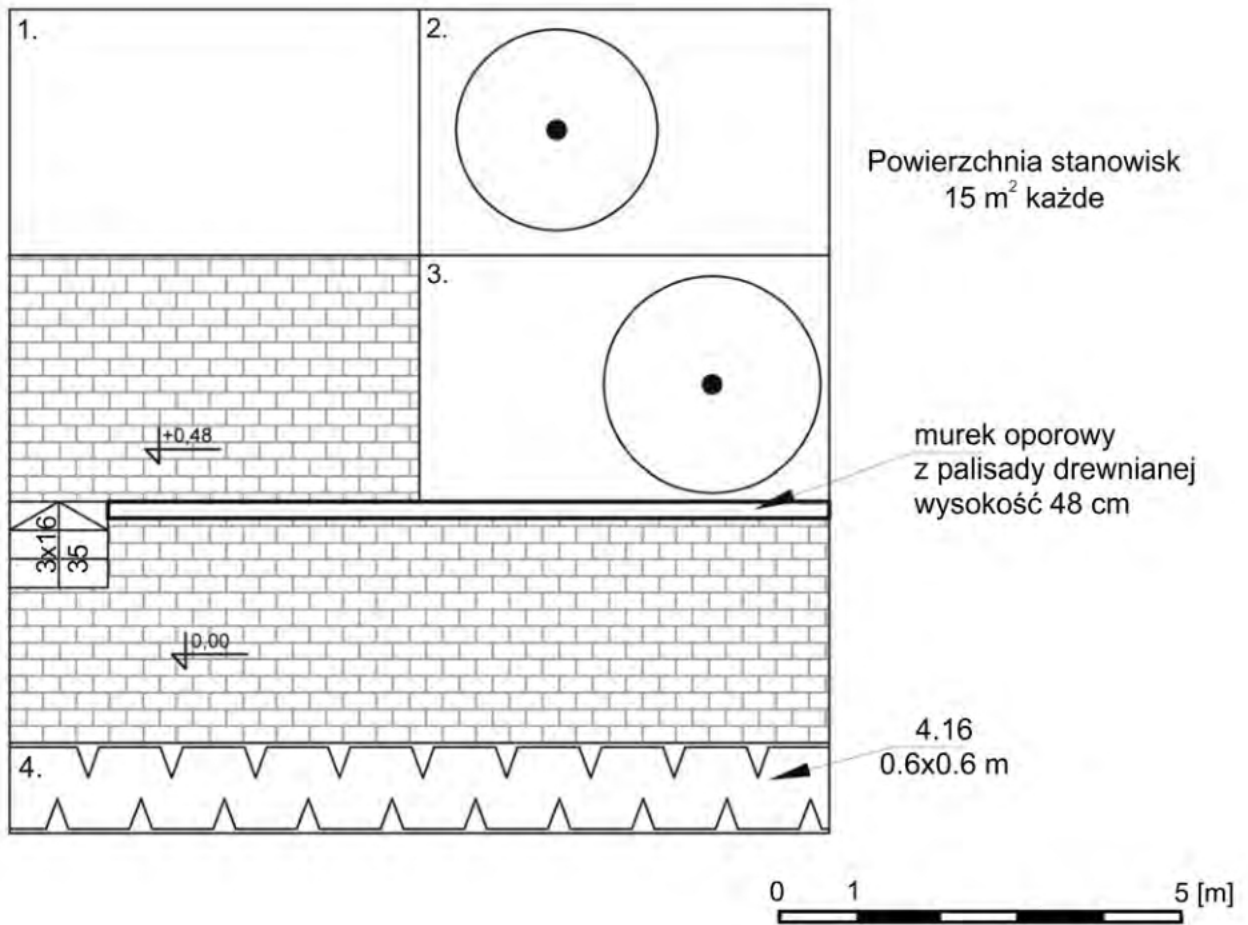 1.
2.
Powierzchnia stanowisk
15 m² każde
3.
+0,48
murek oporowy
z palisady drewnianej
wysokość 48 cm
3x16
35
0,00
4.
4.16
0.6x0.6 m
0 1 5 [m]